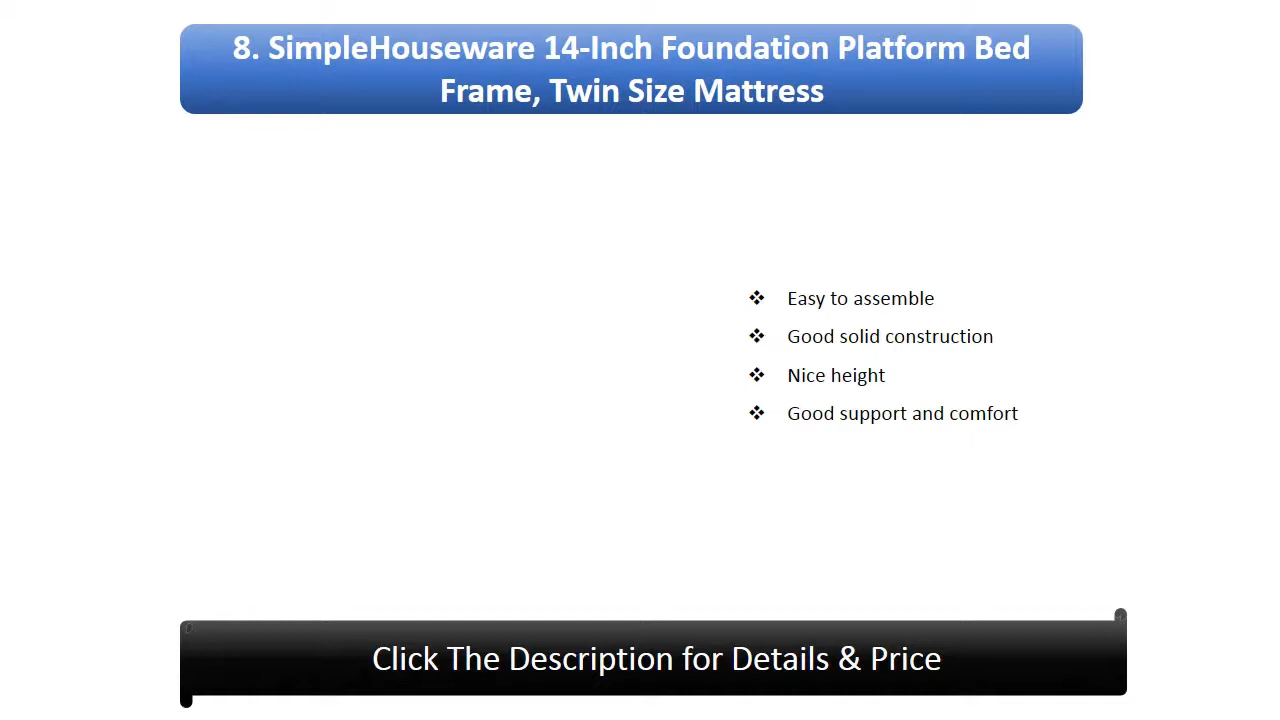 8. SimpleHouseware 14-Inch Foundation Platform Bed
Frame, Twin Size Mattress
❖ Easy to assemble
❖ Good solid construction
❖ Nice height
❖ Good support and comfort
Click The Description for Details & Price